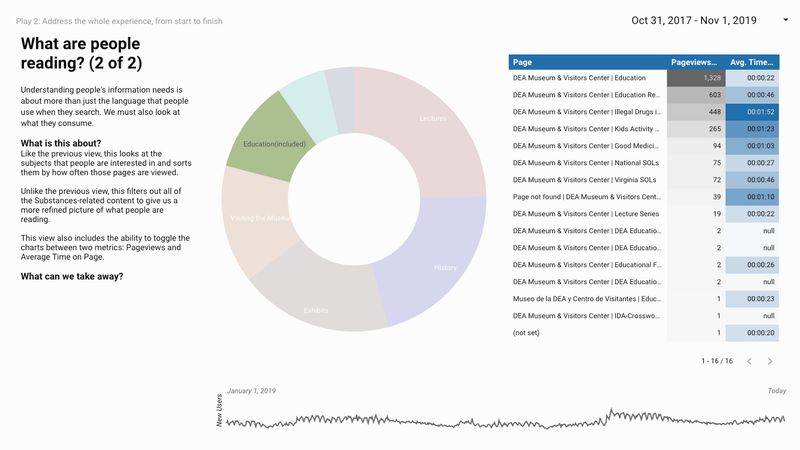 Play 2: Address the whole experience, from start to finish
Oct 31, 2017 - Nov 1, 2019
What are people
reading? (2 of 2)
Understanding people's information needs is
about more than just the language that people
use when they search. We must also look at
what they consume.
What is this about?
Like the previous view, this looks at the
subjects that people are interested in and sorts
them by how often those pages are viewed.
Unlike the previous view, this filters out all of
the Substances-related content to give us a
more refined picture of what people are
reading.
This view also includes the ability to toggle the
charts between two metrics: Pageviews and
Average Time on Page.
What can we take away?
Lectures
Education(included)
Visiting the Museu
History
Exhibits
Page Pageviews... Avg. Time...
DEA Museum & Visitors Center | Education 1,328 00:00:22
DEA Museum & Visitors Center | Education Re... 603 00:00:46
DEA Museum & Visitors Center | Illegal Drugs i... 448 00:01:52
DEA Museum & Visitors Center | Kids Activity ... 265 00:01:23
DEA Museum & Visitors Center | Good Medici... 94 00:01:03
DEA Museum & Visitors Center | National SOLs 75 00:00:27
DEA Museum & Visitors Center | Virginia SOLs 72 00:00:46
Page not found | DEA Museum & Visitors Cent... 39 00:01:10
DEA Museum & Visitors Center | Lecture Series 19 00:00:22
DEA Museum & Visitors Center | DEA Educatio... 2 null
DEA Museum & Visitors Center | DEA Educatio... 2 null
DEA Museum & Visitors Center | Educational F... 2 00:00:26
DEA Museum & Visitors Center | DEA Educatio... 2 null
Museo de la DEA y Centro de Visitantes | Educ... 1 00:00:23
DEA Museum & Visitors Center | IDA-Crosswo... 1 null
(not set) 1 00:00:20
1 - 16 / 16
January 1, 2019
Today
New Users